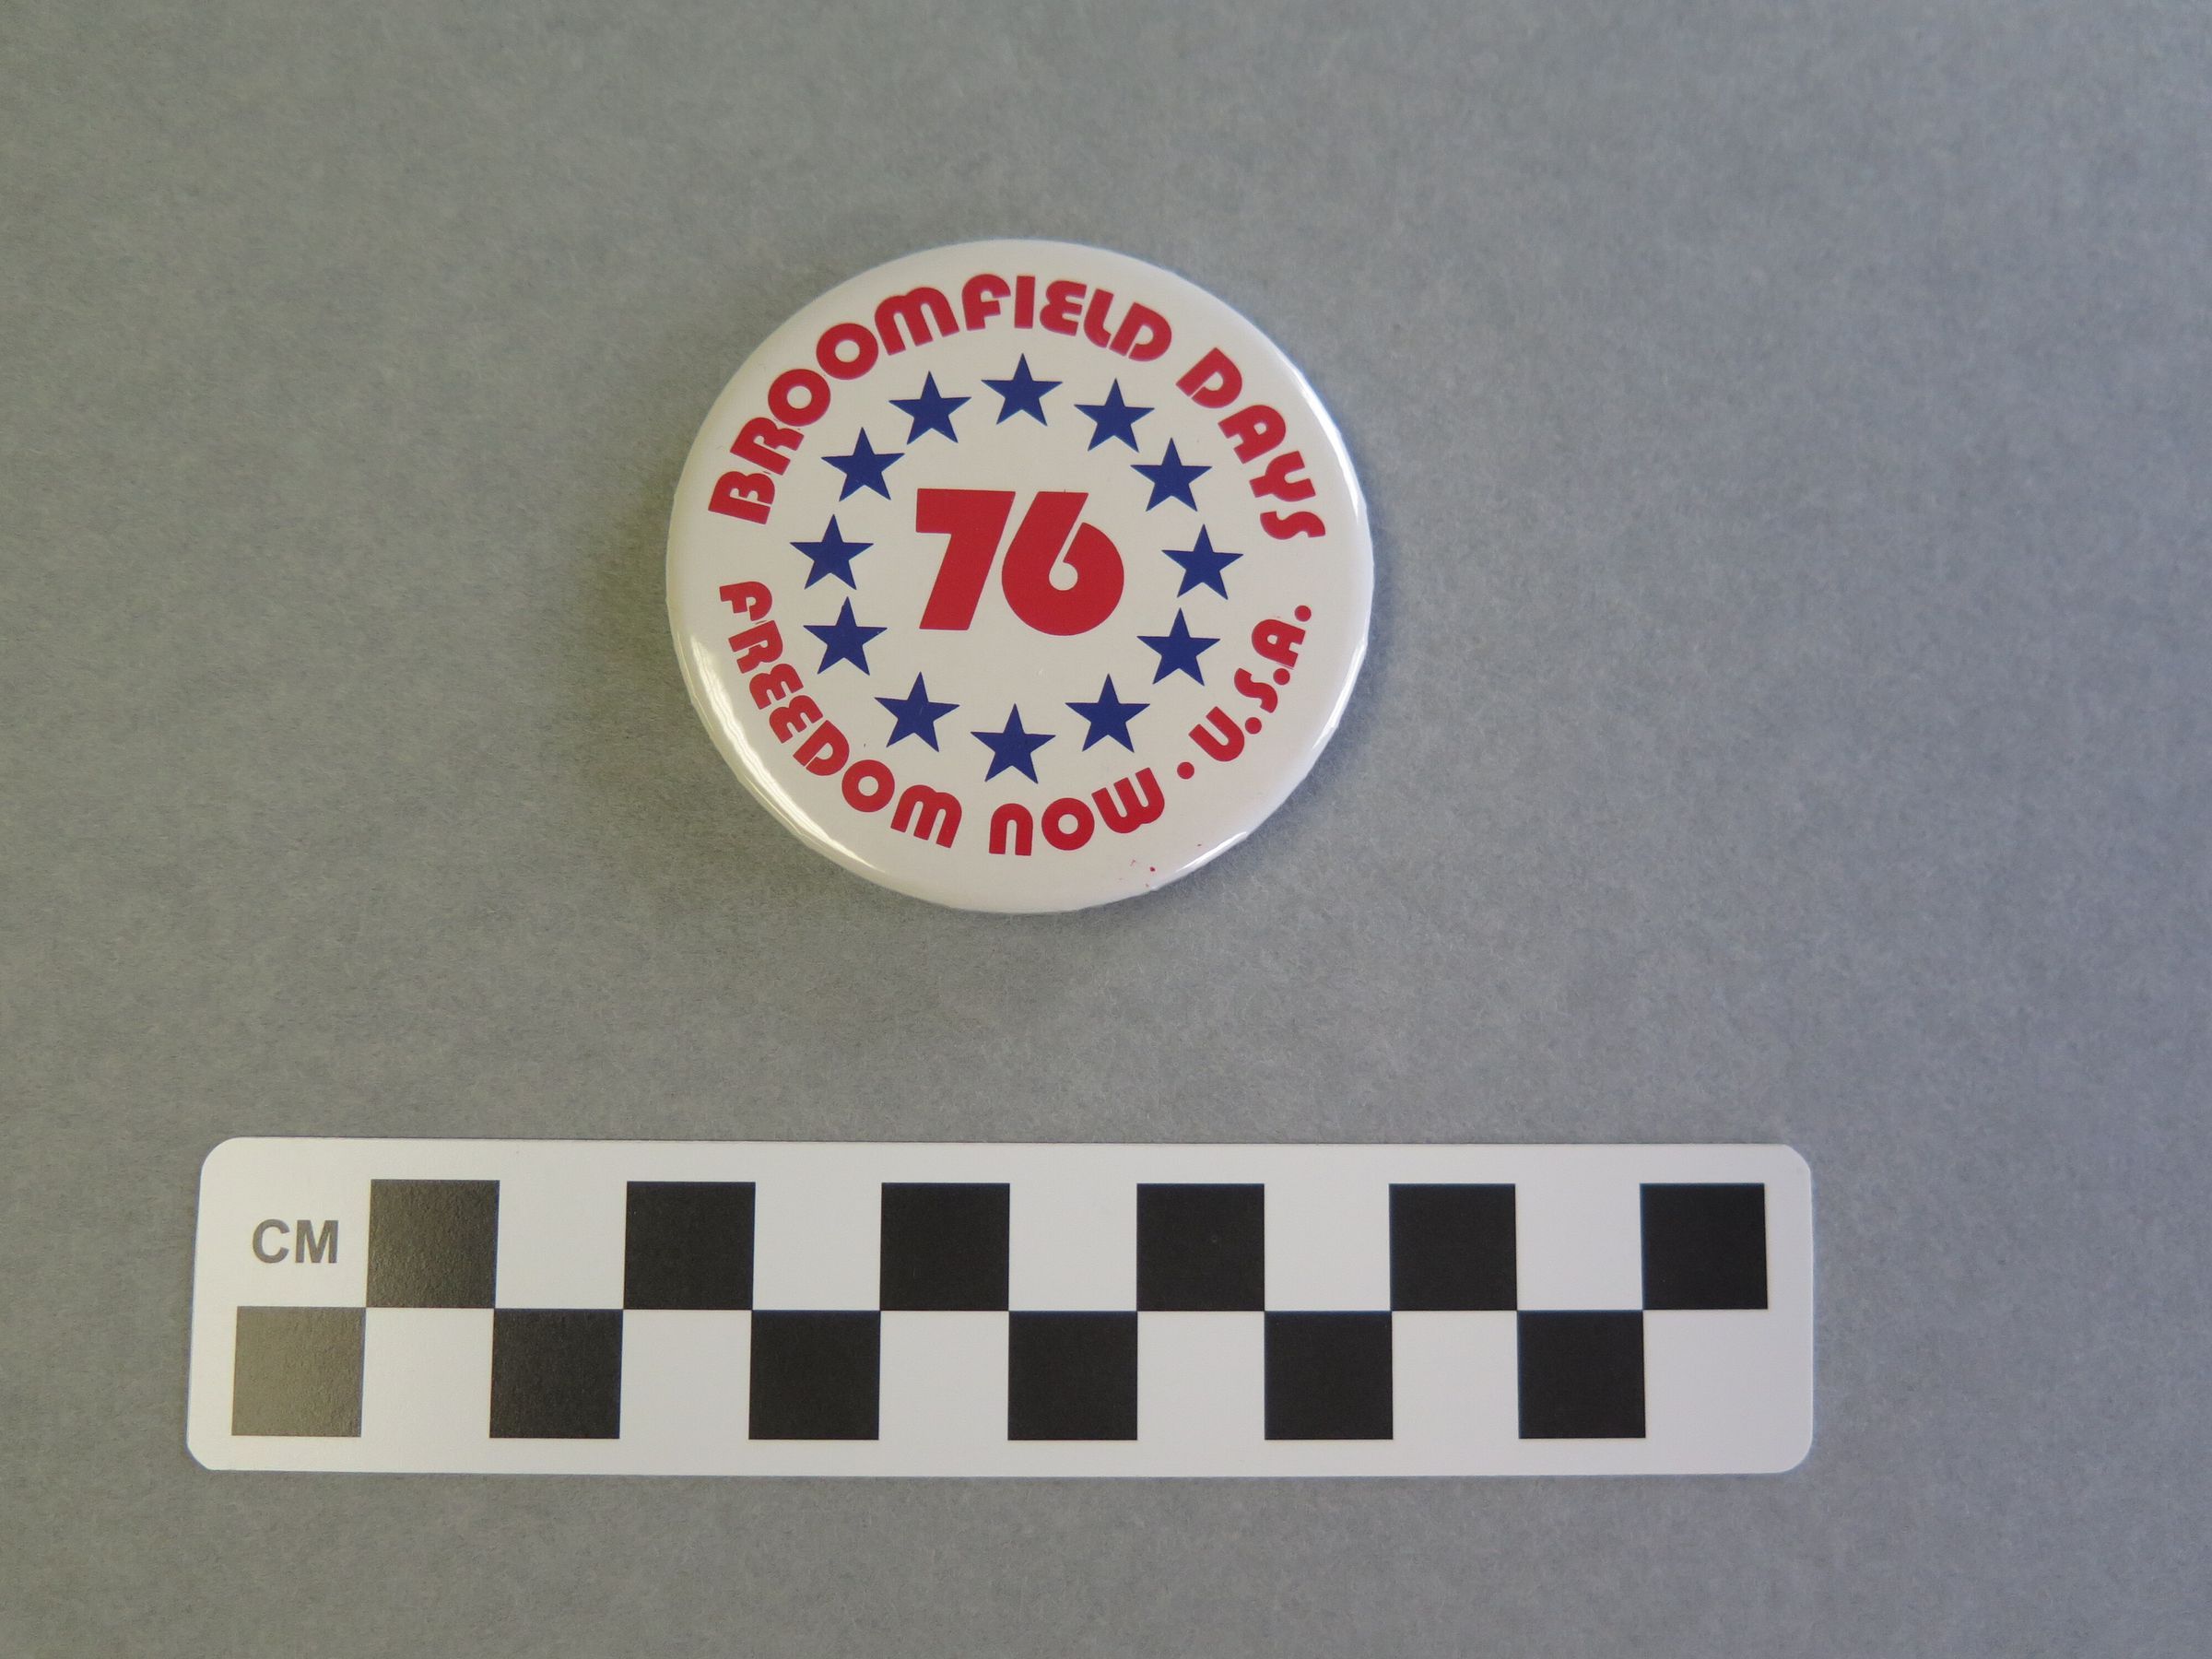 BROOMFIELD DAYS
76
FREEDOM NOW · U.S.A.
CM